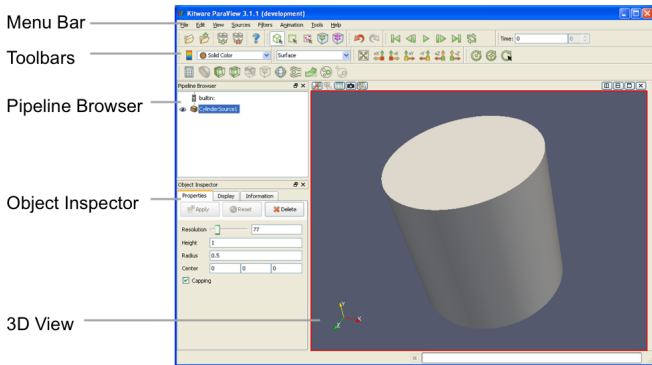 Kitware ParaView 3.1.1 (development)
Menu Bar
File Edit View Sources Filters Animation Tools Help
Toolbars
Time: 0
0
Solid Color
Surface
Pipeline Browser
Pipeline Browser
builtin:
CylinderSource1
Object Inspector
Object Inspector
Properties Display Information
Apply Reset Delete
Resolution 77
Height 1
Radius 0.5
Center 0 0 0
Capping
3D View
Y
X
Z